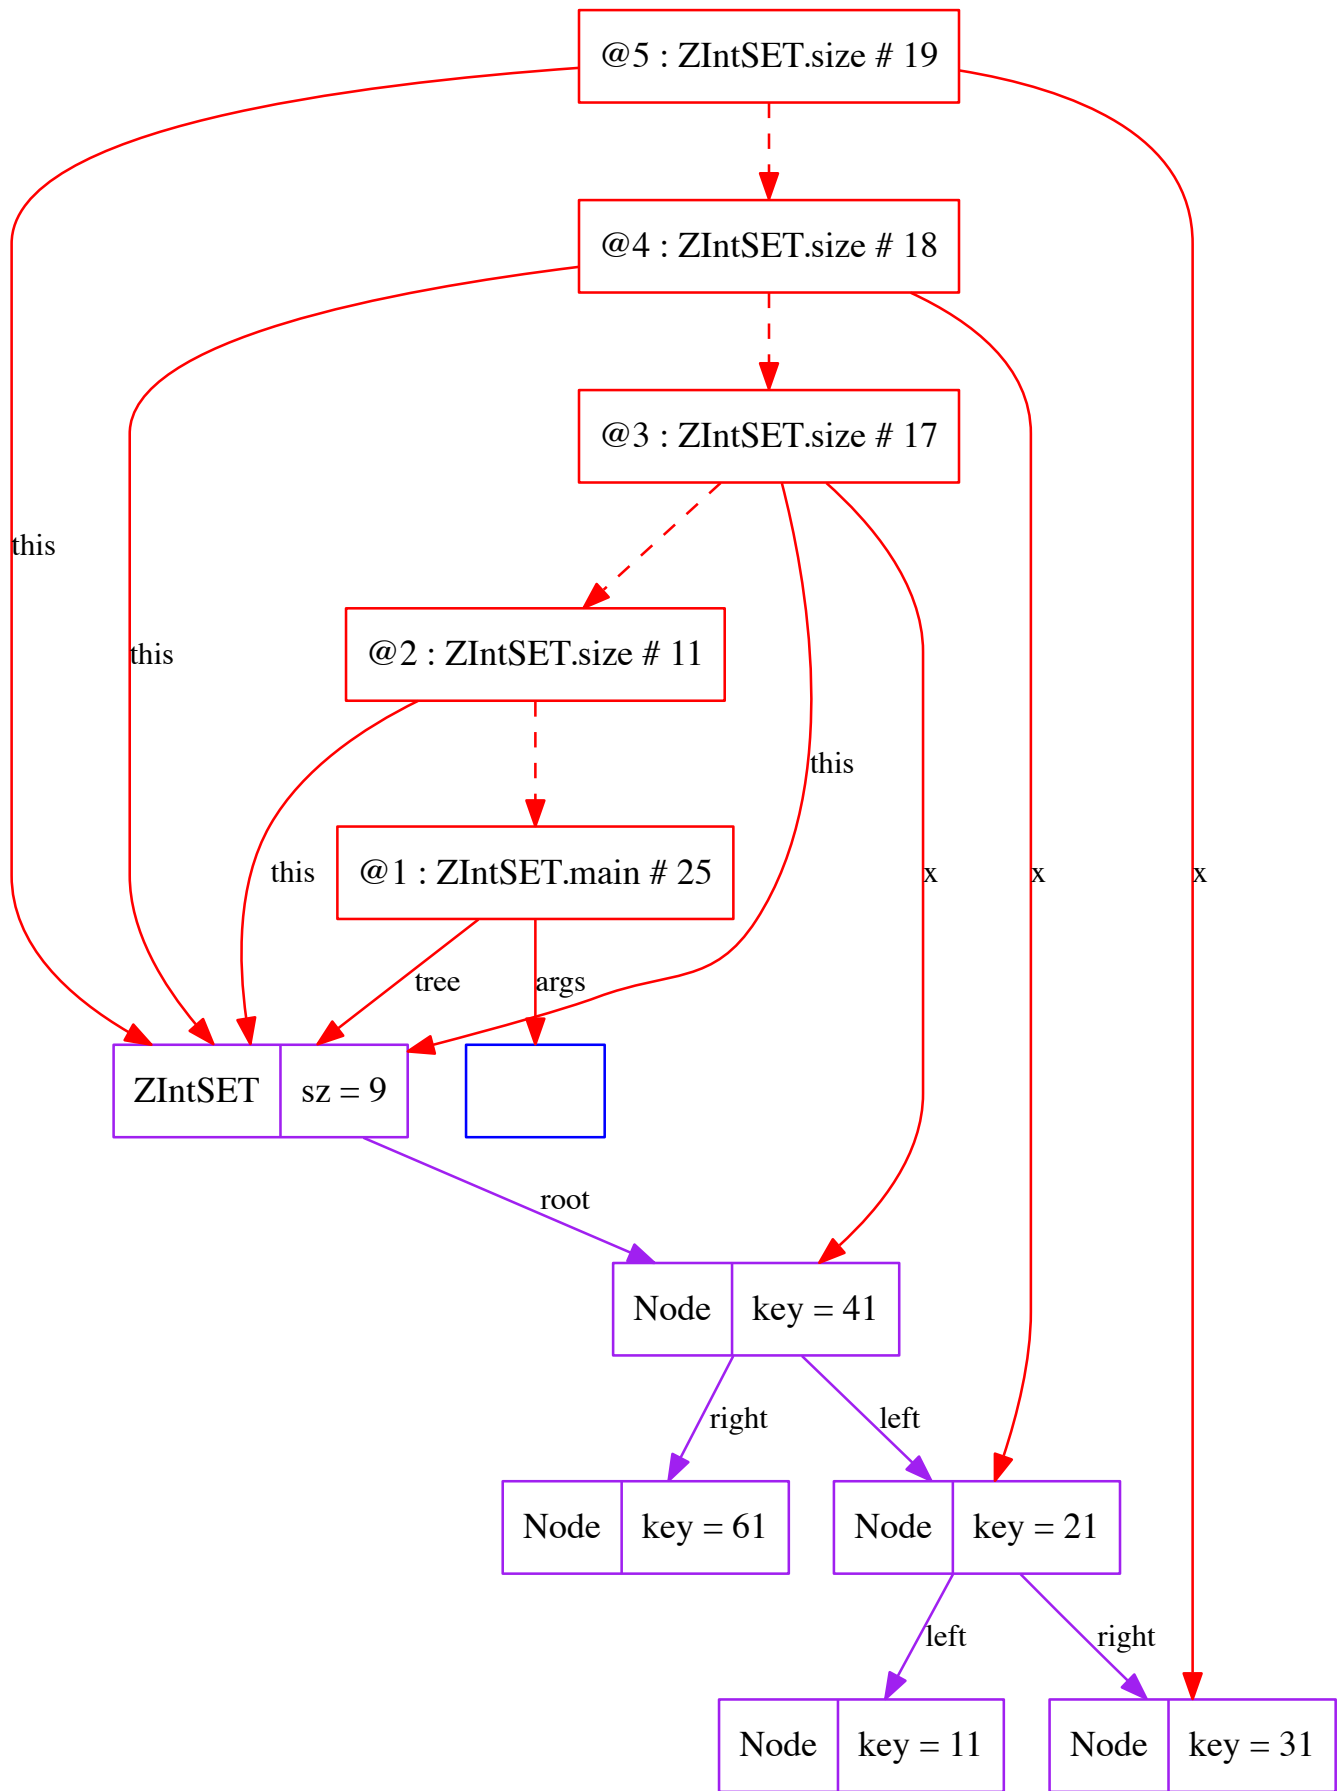 @5 : ZIntSET.size # 19
@4 : ZIntSET.size # 18
@3 : ZIntSET.size # 17
this
@2 : ZIntSET.size # 11
this
this
@1 : ZIntSET.main # 25
this
x
x
x
tree
args
ZIntSET
sz = 9
root
Node
key = 41
right
left
Node
key = 61
Node
key = 21
left
right
Node
key = 11
Node
key = 31